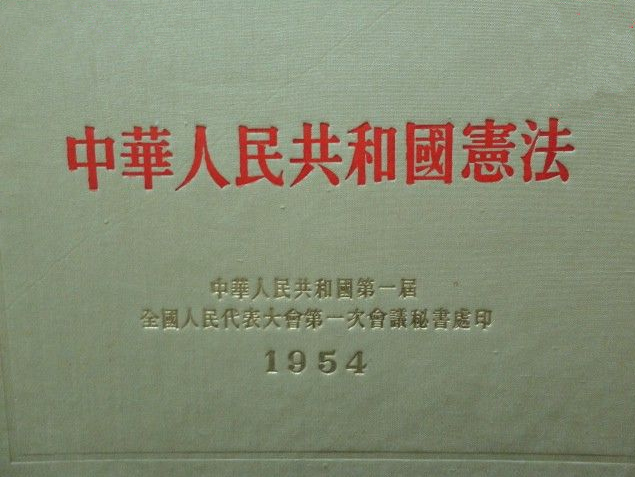 中華人民共和國憲法
中華人民共和國第一屆
全國人民代表大會第一次會議秘書處印
1954